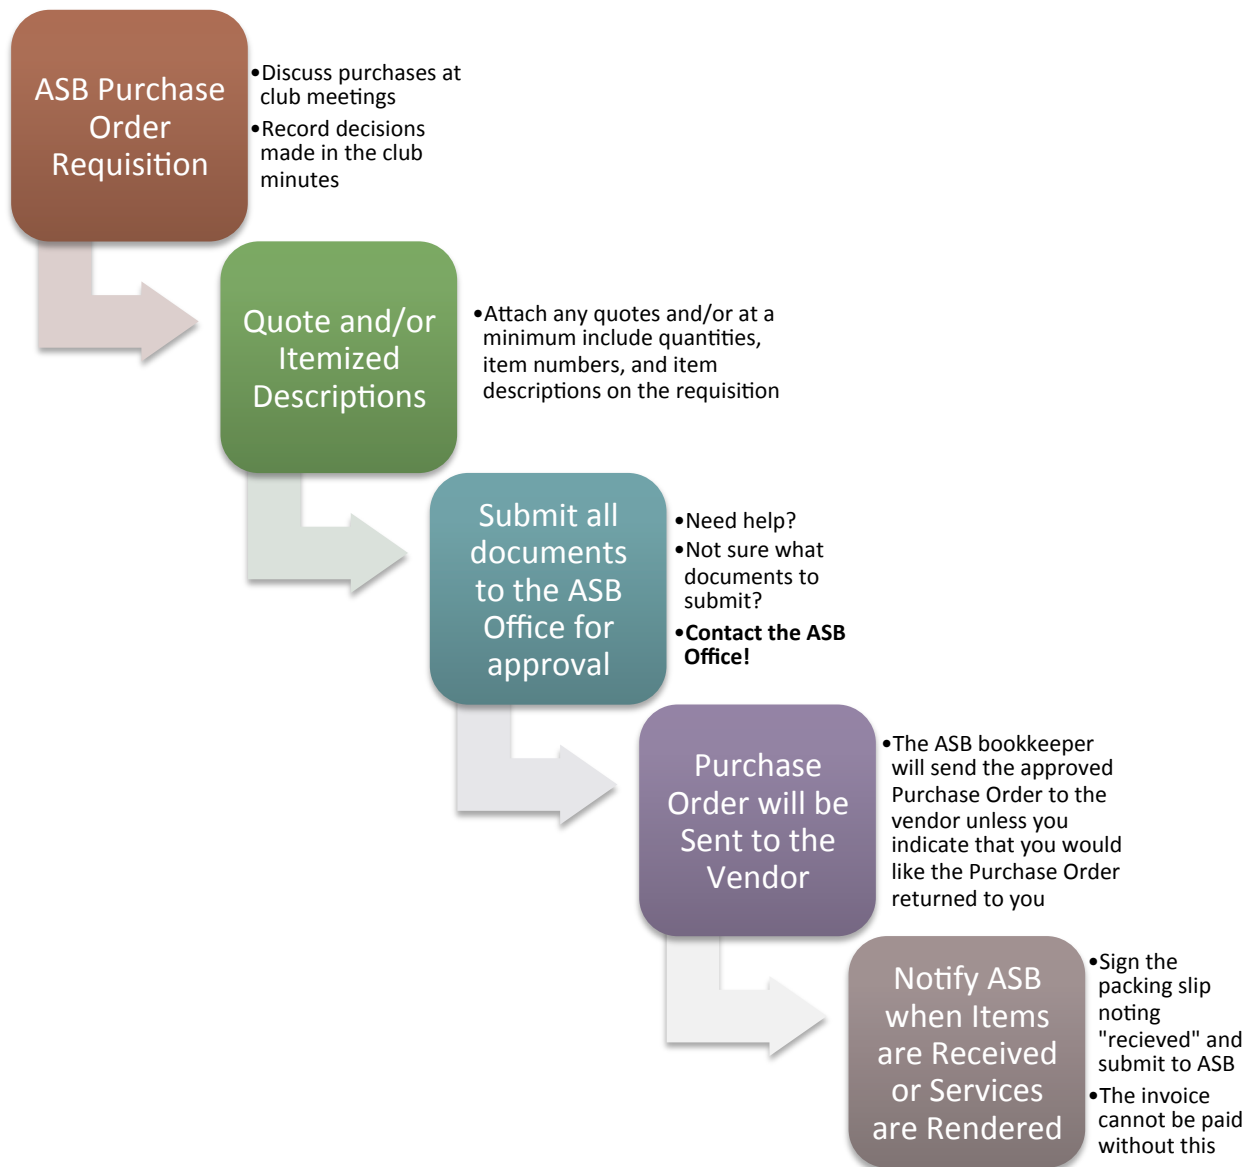 ASB Purchase
Order
Requisition
•Discuss purchases at
club meetings
•Record decisions
made in the club
minutes
Quote and/or
Itemized
Descriptions
•Attach any quotes and/or at a
minimum include quantities,
item numbers, and item
descriptions on the requisition
Submit all
documents
to the ASB
Office for
approval
•Need help?
•Not sure what
documents to
submit?
•Contact the ASB
Office!
Purchase
Order will be
Sent to the
Vendor
•The ASB bookkeeper
will send the approved
Purchase Order to the
vendor unless you
indicate that you would
like the Purchase Order
returned to you
Notify ASB
when Items
are Received
or Services
are Rendered
•Sign the
packing slip
noting
"recieved" and
submit to ASB
•The invoice
cannot be paid
without this